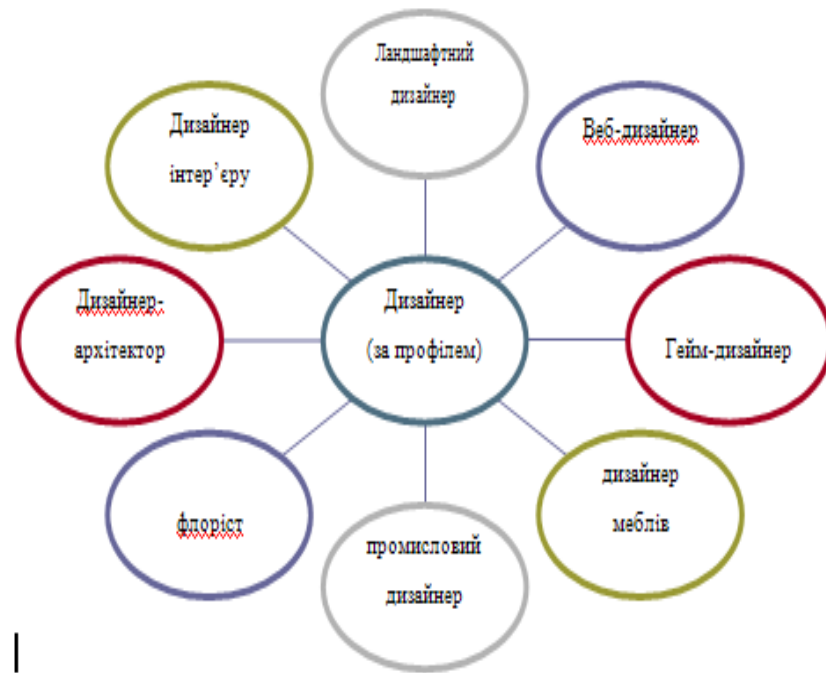 Ландшафтний
дизайнер
Дизайнер
інтер’єру
Веб-дизайнер
Дизайнер-
архітектор
Дизайнер
(за профілем)
Гейм-дизайнер
флоріст
промисловий
дизайнер
дизайнер
меблів